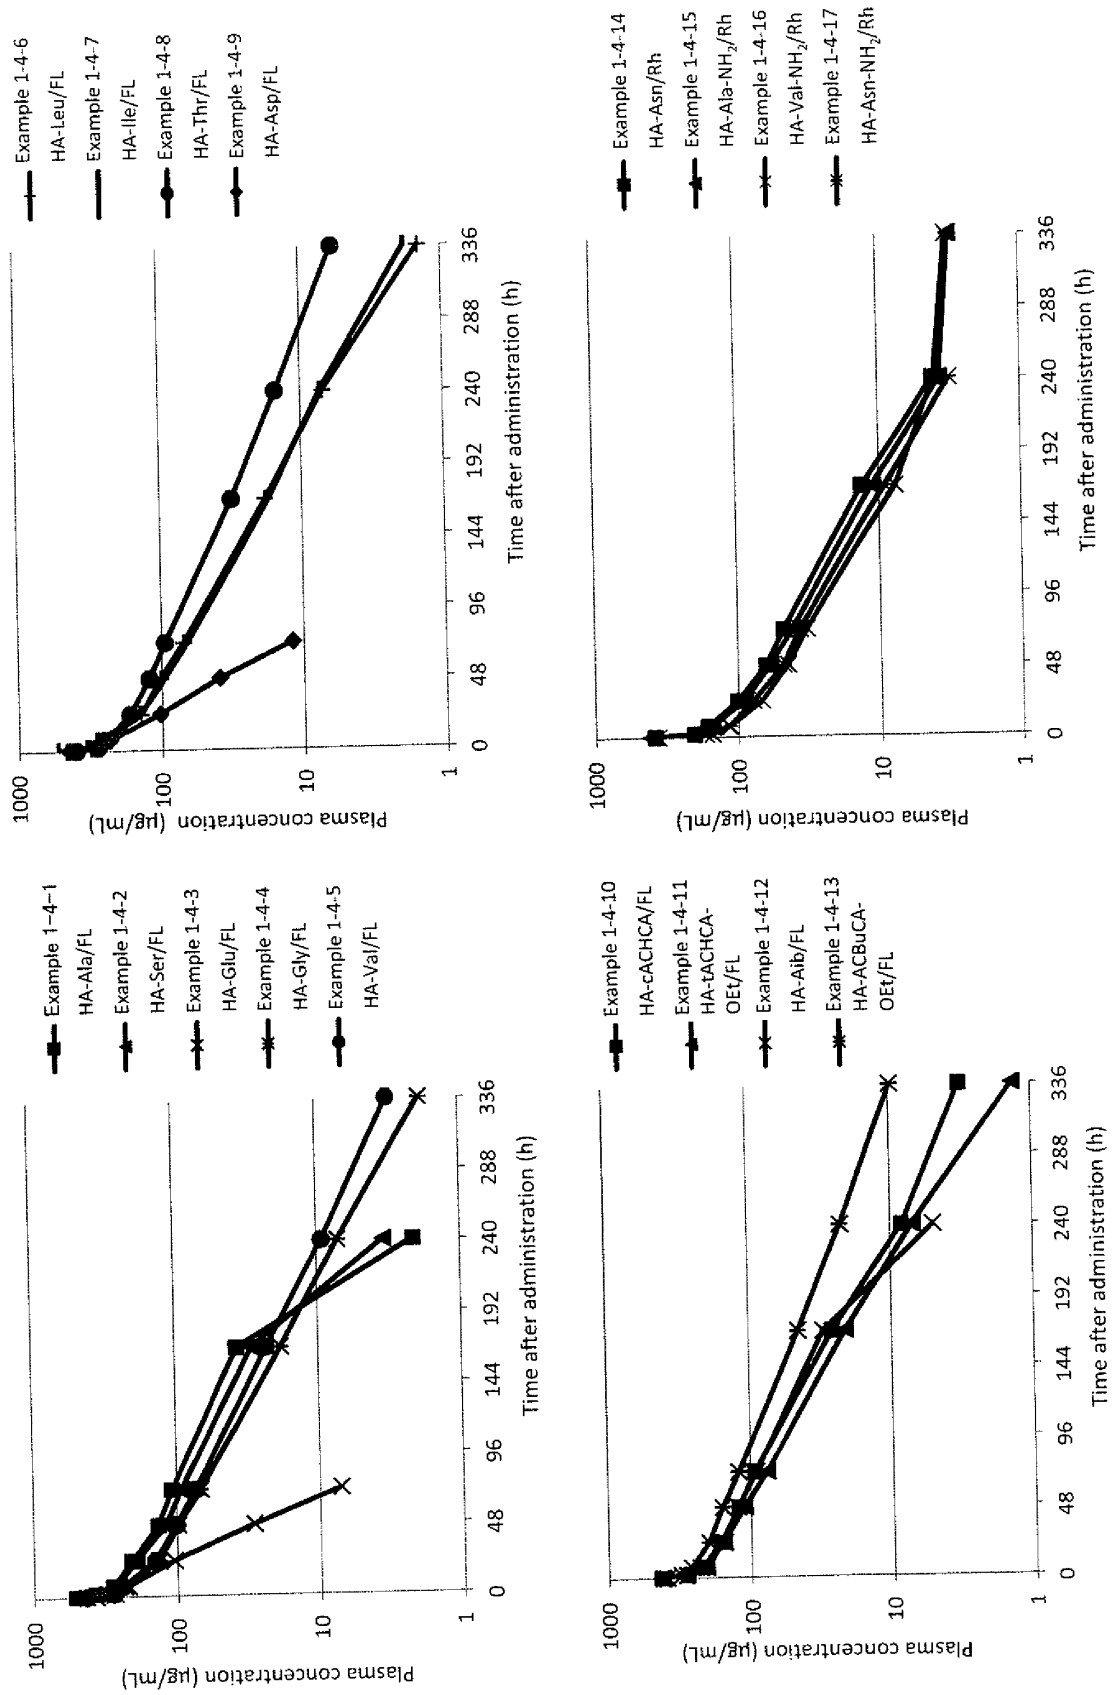 1000
100
10
1
Plasma concentration (µg/mL)
0
48
96
144
192
240
288
336
Time after administration (h)
Example 1-4-1
HA-Ala/FL
Example 1-4-2
HA-Ser/FL
Example 1-4-3
HA-Glu/FL
Example 1-4-4
HA-Gly/FL
Example 1-4-5
HA-Val/FL
1000
100
10
1
Plasma concentration (µg/mL)
0
48
96
144
192
240
288
336
Time after administration (h)
Example 1-4-6
HA-Leu/FL
Example 1-4-7
HA-Ile/FL
Example 1-4-8
HA-Thr/FL
Example 1-4-9
HA-Asp/FL
1000
100
10
1
Plasma concentration (µg/mL)
0
48
96
144
192
240
288
336
Time after administration (h)
Example 1-4-10
HA-cACHCA/FL
Example 1-4-11
HA-tACHCA-
OEt/FL
Example 1-4-12
HA-Aib/FL
Example 1-4-13
HA-ACBuCA-
OEt/FL
1000
100
10
1
Plasma concentration (µg/mL)
0
48
96
144
192
240
288
336
Time after administration (h)
Example 1-4-14
HA-Asn/Rh
Example 1-4-15
HA-Ala-NH₂/Rh
Example 1-4-16
HA-Val-NH₂/Rh
Example 1-4-17
HA-Asn-NH₂/Rh